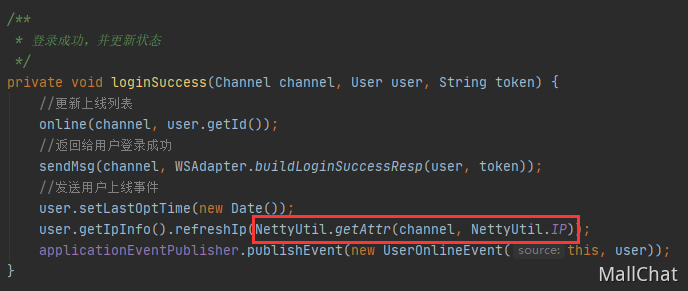 /**
 * 登录成功，并更新状态
 */
private void loginSuccess(Channel channel, User user, String token) {
    //更新上线列表
    online(channel, user.getId());
    //返回给用户登录成功
    sendMsg(channel, WSAdapter.buildLoginSuccessResp(user, token));
    //发送用户上线事件
    user.setLastOptTime(new Date());
    user.getIpInfo().refreshIp(NettyUtil.getAttr(channel, NettyUtil.IP));
    applicationEventPublisher.publishEvent(new UserOnlineEvent( source: this, user));
}
MallChat